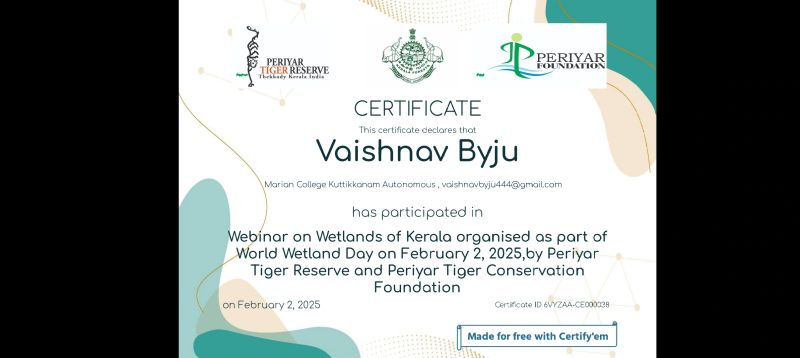 PERIYAR
TIGER RESERVE
Thekkady Kerala India
PERIYAR
FOUNDATION
CERTIFICATE
This certificate declares that
Vaishnav Byju
Marian College Kuttikkanam Autonomous , vaishnavbyju444@gmail.com
has participated in
Webinar on Wetlands of Kerala organised as part of
World Wetland Day on February 2, 2025,by Periyar
Tiger Reserve and Periyar Tiger Conservation
Foundation
on February 2, 2025
Certificate ID 6VYZAA-CE000038
Made for free with Certify'em